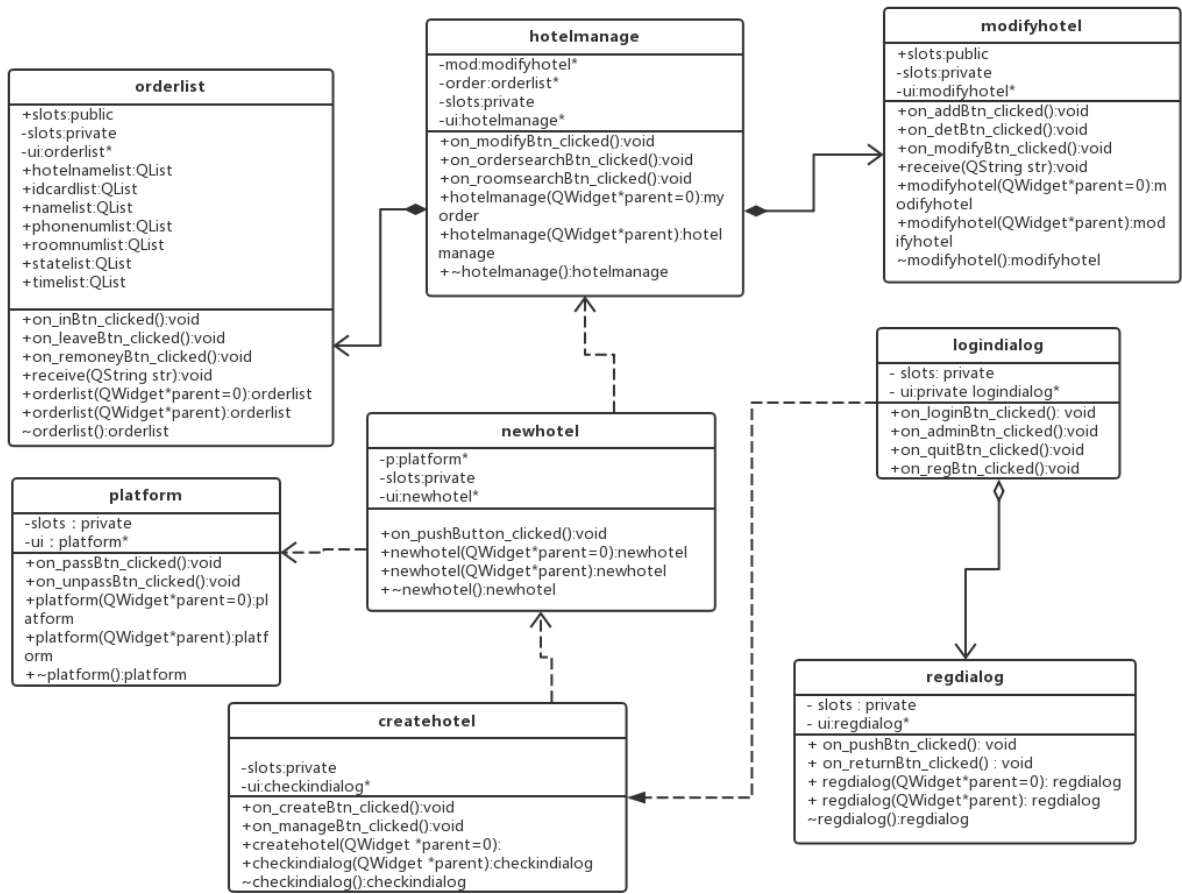 orderlist
+slots:public
-slots:private
-ui:orderlist*
+hotelnamelist:QList
+idcardlist:QList
+namelist:QList
+phonenumlist:QList
+roomnumlist:QList
+statelist:QList
+timelist:QList
+on_inBtn_clicked():void
+on_leaveBtn_clicked():void
+on_remoneyBtn_clicked():void
+receive(QString str):void
+orderlist(QWidget*parent=0):orderlist
+orderlist(QWidget*parent):orderlist
~orderlist():orderlist
hotelmanage
-mod:modifyhotel*
-order:orderlist*
-slots:private
-ui:hotelmanage*
+on_modifyBtn_clicked():void
+on_ordersearchBtn_clicked():void
+on_roomsearchBtn_clicked():void
+hotelmanage(QWidget*parent=0):my
order
+hotelmanage(QWidget*parent):hotel
manage
+~hotelmanage():hotelmanage
modifyhotel
+slots:public
-slots:private
-ui:modifyhotel*
+on_addBtn_clicked():void
+on_detBtn_clicked():void
+on_modifyBtn_clicked():void
+receive(QString str):void
+modifyhotel(QWidget*parent=0):m
odifyhotel
+modifyhotel(QWidget*parent):mod
ifyhotel
~modifyhotel():modifyhotel
logindialog
- slots: private
- ui:private logindialog*
+on_loginBtn_clicked(): void
+on_adminBtn_clicked():void
+on_quitBtn_clicked():void
+on_regBtn_clicked():void
newhotel
-p:platform*
-slots:private
-ui:newhotel*
+on_pushButton_clicked():void
+newhotel(QWidget*parent=0):newhotel
+newhotel(QWidget*parent):newhotel
+~newhotel():newhotel
platform
-slots : private
-ui : platform*
+on_passBtn_clicked():void
+on_unpassBtn_clicked():void
+platform(QWidget*parent=0):pl
atform
+platform(QWidget*parent):platf
orm
+~platform():platform
createhotel
-slots:private
-ui:checkindialog*
+on_createBtn_clicked():void
+on_manageBtn_clicked():void
+createhotel(QWidget *parent=0):
+checkindialog(QWidget *parent):checkindialog
~checkindialog():checkindialog
regdialog
- slots : private
- ui:regdialog*
+ on_pushBtn_clicked(): void
+ on_returnBtn_clicked() : void
+ regdialog(QWidget*parent=0): regdialog
+ regdialog(QWidget*parent): regdialog
~regdialog():regdialog